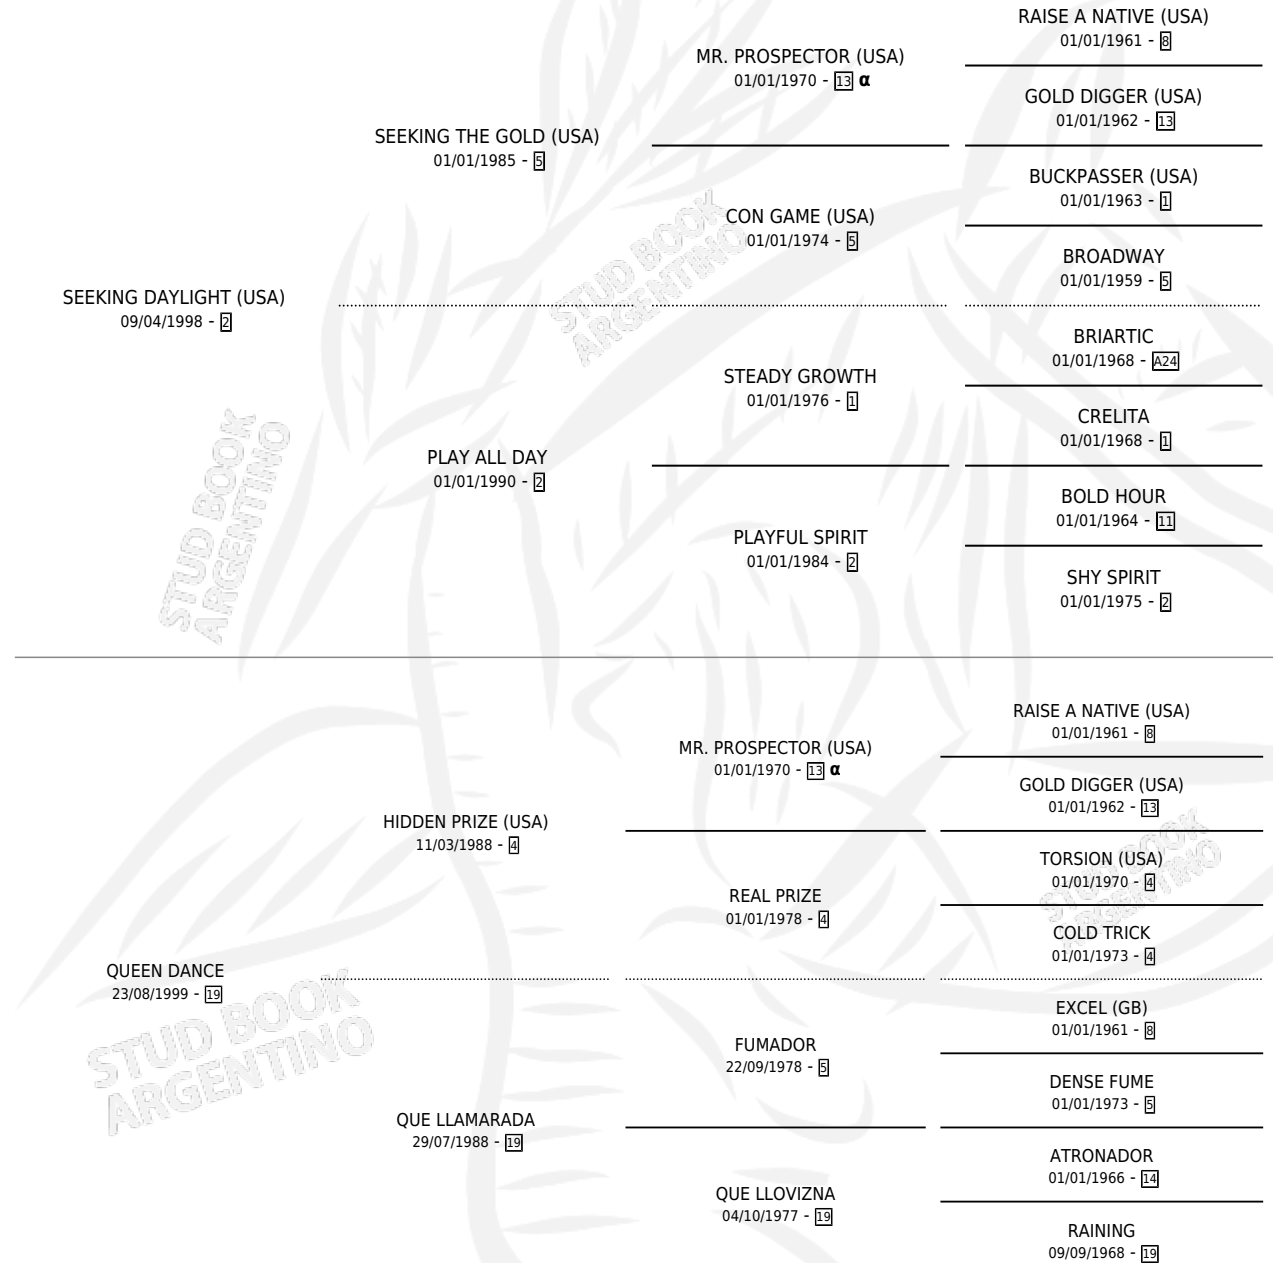 RAISE A NATIVE (USA)
01/01/1961 - 8
MR. PROSPECTOR (USA)
01/01/1970 - 13 α
GOLD DIGGER (USA)
01/01/1962 - 13
SEEKING THE GOLD (USA)
01/01/1985 - 5
BUCKPASSER (USA)
01/01/1963 - 1
CON GAME (USA)
01/01/1974 - 5
BROADWAY
01/01/1959 - 5
SEEKING DAYLIGHT (USA)
09/04/1998 - 2
BRIARTIC
01/01/1968 - A24
STEADY GROWTH
01/01/1976 - 1
CRELITA
01/01/1968 - 1
PLAY ALL DAY
01/01/1990 - 2
BOLD HOUR
01/01/1964 - 11
PLAYFUL SPIRIT
01/01/1984 - 2
SHY SPIRIT
01/01/1975 - 2
RAISE A NATIVE (USA)
01/01/1961 - 8
MR. PROSPECTOR (USA)
01/01/1970 - 13 α
GOLD DIGGER (USA)
01/01/1962 - 13
HIDDEN PRIZE (USA)
11/03/1988 - 4
TORSION (USA)
01/01/1970 - 4
REAL PRIZE
01/01/1978 - 4
COLD TRICK
01/01/1973 - 4
QUEEN DANCE
23/08/1999 - 19
EXCEL (GB)
01/01/1961 - 8
FUMADOR
22/09/1978 - 5
DENSE FUME
01/01/1973 - 5
QUE LLAMARADA
29/07/1988 - 19
ATRONADOR
01/01/1966 - 14
QUE LLOVIZNA
04/10/1977 - 19
RAINING
09/09/1968 - 19
STUD BOOK
ARGENTINO
STUD BOOK
ARGENTINO
STUD BOOK
ARGENTINO
STUD BOOK
ARGENTINO